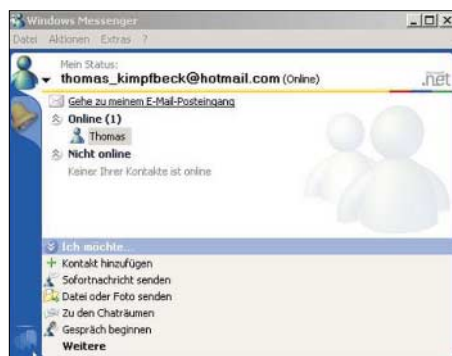 Windows Messenger
Datei Aktionen Extras ?
Mein Status:
thomas_kimpfbeck@hotmail.com (Online)
.net
Gehe zu meinem E-Mail-Posteingang
Online (1)
Thomas
Nicht online
Keiner Ihrer Kontakte ist online
Ich möchte...
Kontakt hinzufügen
Sofortnachricht senden
Datei oder Foto senden
Zu den Chaträumen
Gespräch beginnen
Weitere